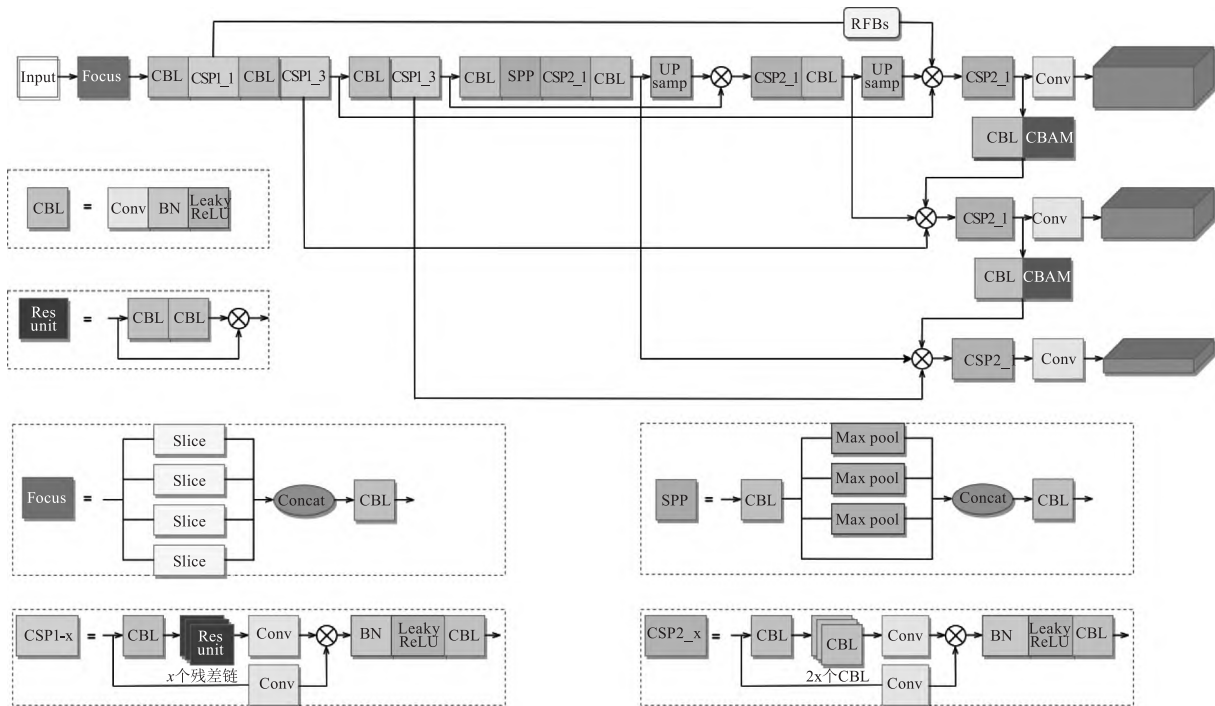 RFBs
Input
Focus
CBL
CSP1_1
CBL
CSP1_3
CBL
CSP1_3
CBL
SPP
CSP2_1
CBL
UP
samp
CSP2_1
CBL
UP
samp
CSP2_1
Conv
CBL
CBAM
CSP2_1
Conv
CBL
CBAM
CSP2_1
Conv
CBL
=
Conv
BN
Leaky
ReLU
Res
unit
=
CBL
CBL
Focus
=
Slice
Slice
Slice
Slice
Concat
CBL
SPP
=
CBL
Max pool
Max pool
Max pool
Concat
CBL
CSP1-x
=
CBL
Res
unit
x个残差链
Conv
Conv
BN
Leaky
ReLU
CBL
CSP2_x
=
CBL
CBL
2x个CBL
Conv
Conv
BN
Leaky
ReLU
CBL